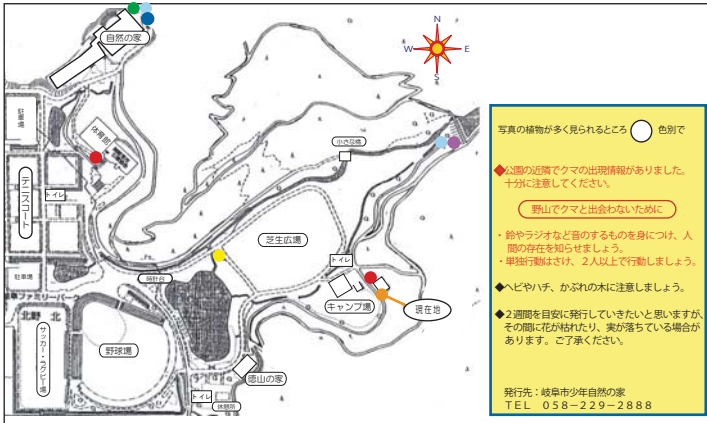 自然の家
N
W
E
S
駐車場
体育館
小さな橋
写真の植物が多く見られるところ 色別で
◆公園の近隣でクマの出現情報がありました。
十分に注意してください。
野山でクマと出会わないために
・鈴やラジオなど音のするものを身につけ、人
間の存在を知らせましょう。
・単独行動はさけ、２人以上で行動しましょう。
◆ヘビやハチ、かぶれの木に注意しましょう。
◆２週間を目安に発行していきたいと思いますが、
その間に花が枯れたり、実が落ちている場合が
あります。ご了承ください。
発行先：岐阜市少年自然の家
ＴＥＬ ０５８－２２９－２８８８
テニスコート
トイレ
芝生広場
トイレ
時計台
駐車場
キャンプ場
現在地
岐阜ファミリーパーク
北野 北
サッカー・ラグビー場
野球場
徳山の家
トイレ
休憩所